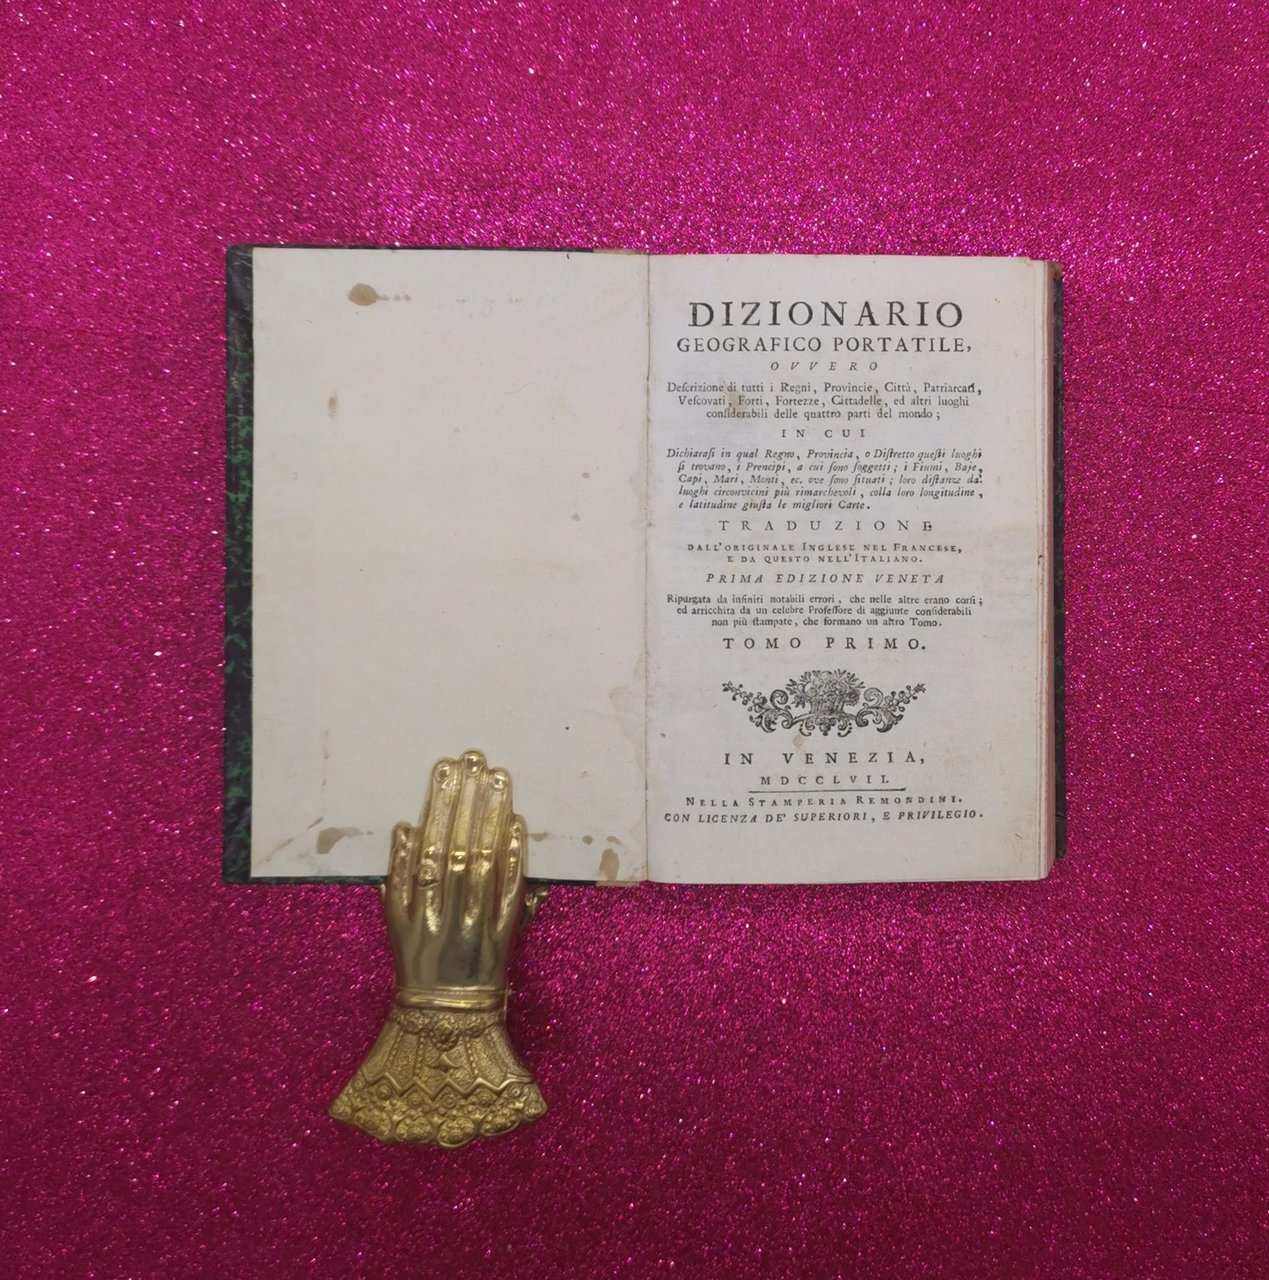 DIZIONARIO
GEOGRAFICO PORTATILE,
OVVERO
Deſcrizione di tutti i Regni, Provincie, Città, Patriarcati,
Veſcovati, Forti, Fortezze, Cittadelle, ed altri luoghi
conſiderabili delle quattro parti del mondo;
IN CUI
Dichiaraſi in qual Regno, Provincia, o Diſtretto queſti luoghi
ſi trovano, i Prencipi, a cui ſono ſoggetti; i Fiumi, Baje,
Capi, Mari, Monti, ec. ove ſono ſituati; loro diſtanze da'
luoghi circonvicini più rimarchevoli, colla loro longitudine,
e latitudine giuſta le migliori Carte.
TRADUZIONE
DALL'ORIGINALE INGLESE NEL FRANCESE,
E DA QUESTO NELL'ITALIANO.
PRIMA EDIZIONE VENETA
Ripurgata da infiniti notabili errori, che nelle altre erano corſi;
ed arricchita da un celebre Profeſſore di aggiunte conſiderabili
non più ſtampate, che formano un altro Tomo.
TOMO PRIMO.
IN VENEZIA,
MDCCLVII.
NELLA STAMPERIA REMONDINI.
CON LICENZA DE' SUPERIORI, E PRIVILEGIO.